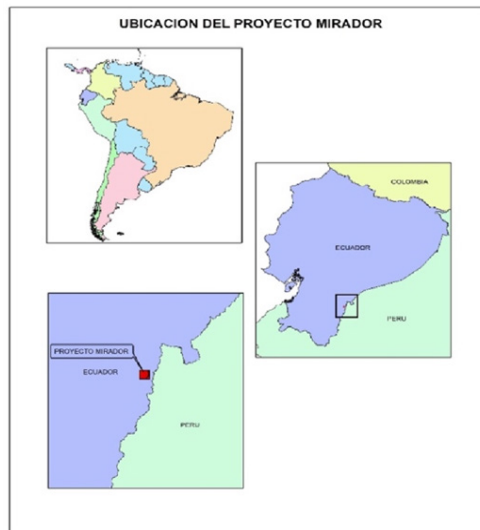 UBICACION DEL PROYECTO MIRADOR
COLOMBIA
ECUADOR
PERU
PROYECTO MIRADOR
ECUADOR
PERU